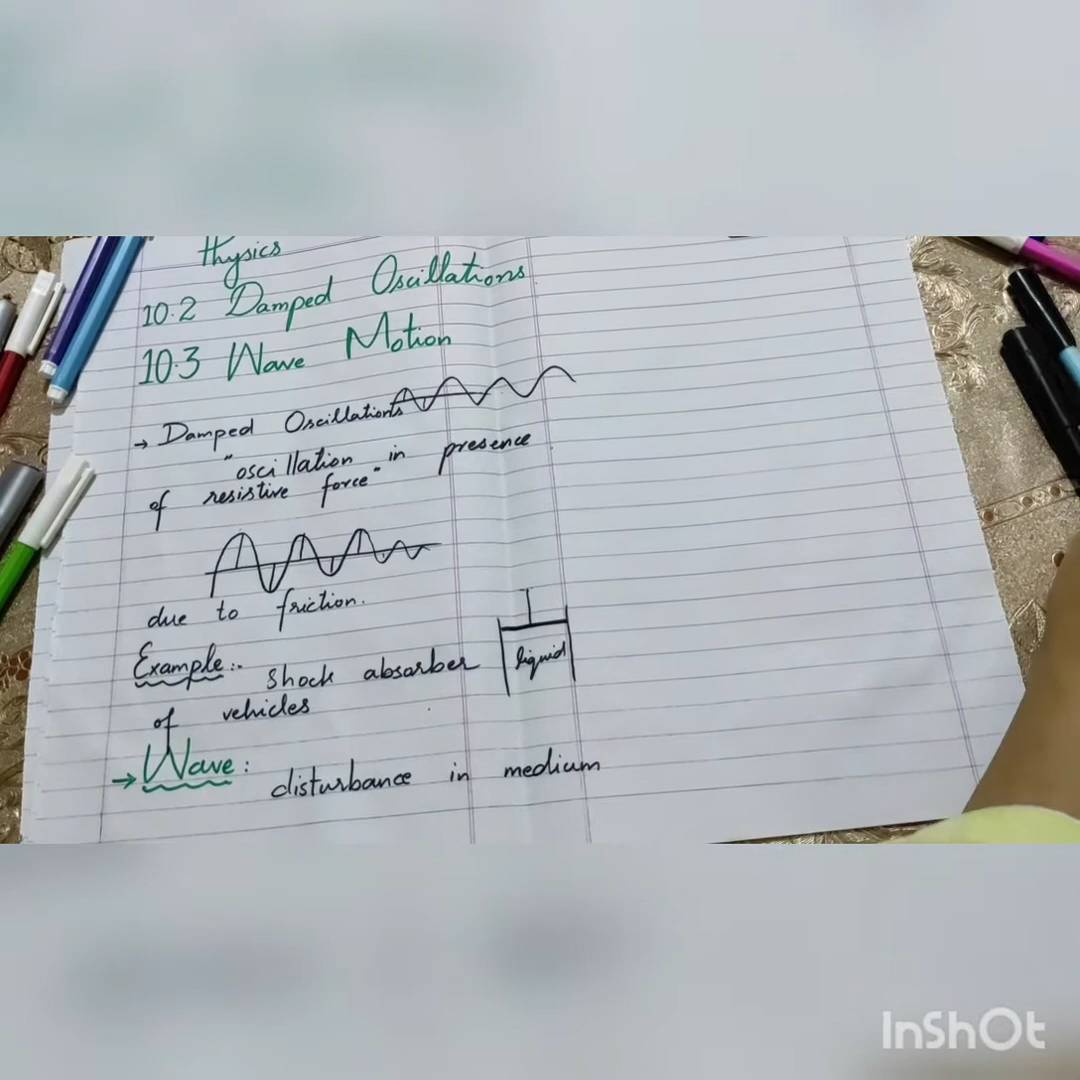 Physics
10.2 Damped Oscillations
10.3 Wave Motion
→ Damped Oscillations
"oscillation in presence
of resistive force"
due to friction.
Example:- shock absarber
of vehicles
liquid
→ Wave: disturbance in medium
InShOt